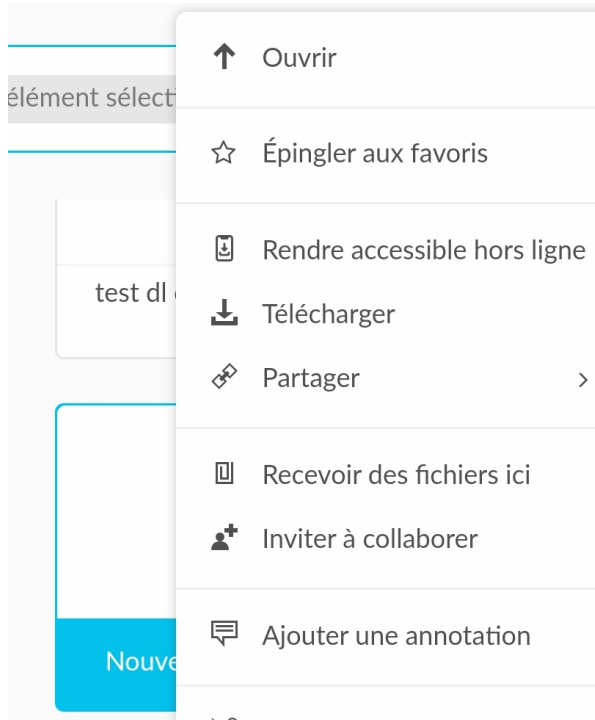 Ouvrir
élément sélect
Épingler aux favoris
Rendre accessible hors ligne
test dl
Télécharger
Partager
Recevoir des fichiers ici
Inviter à collaborer
Ajouter une annotation
Nouve